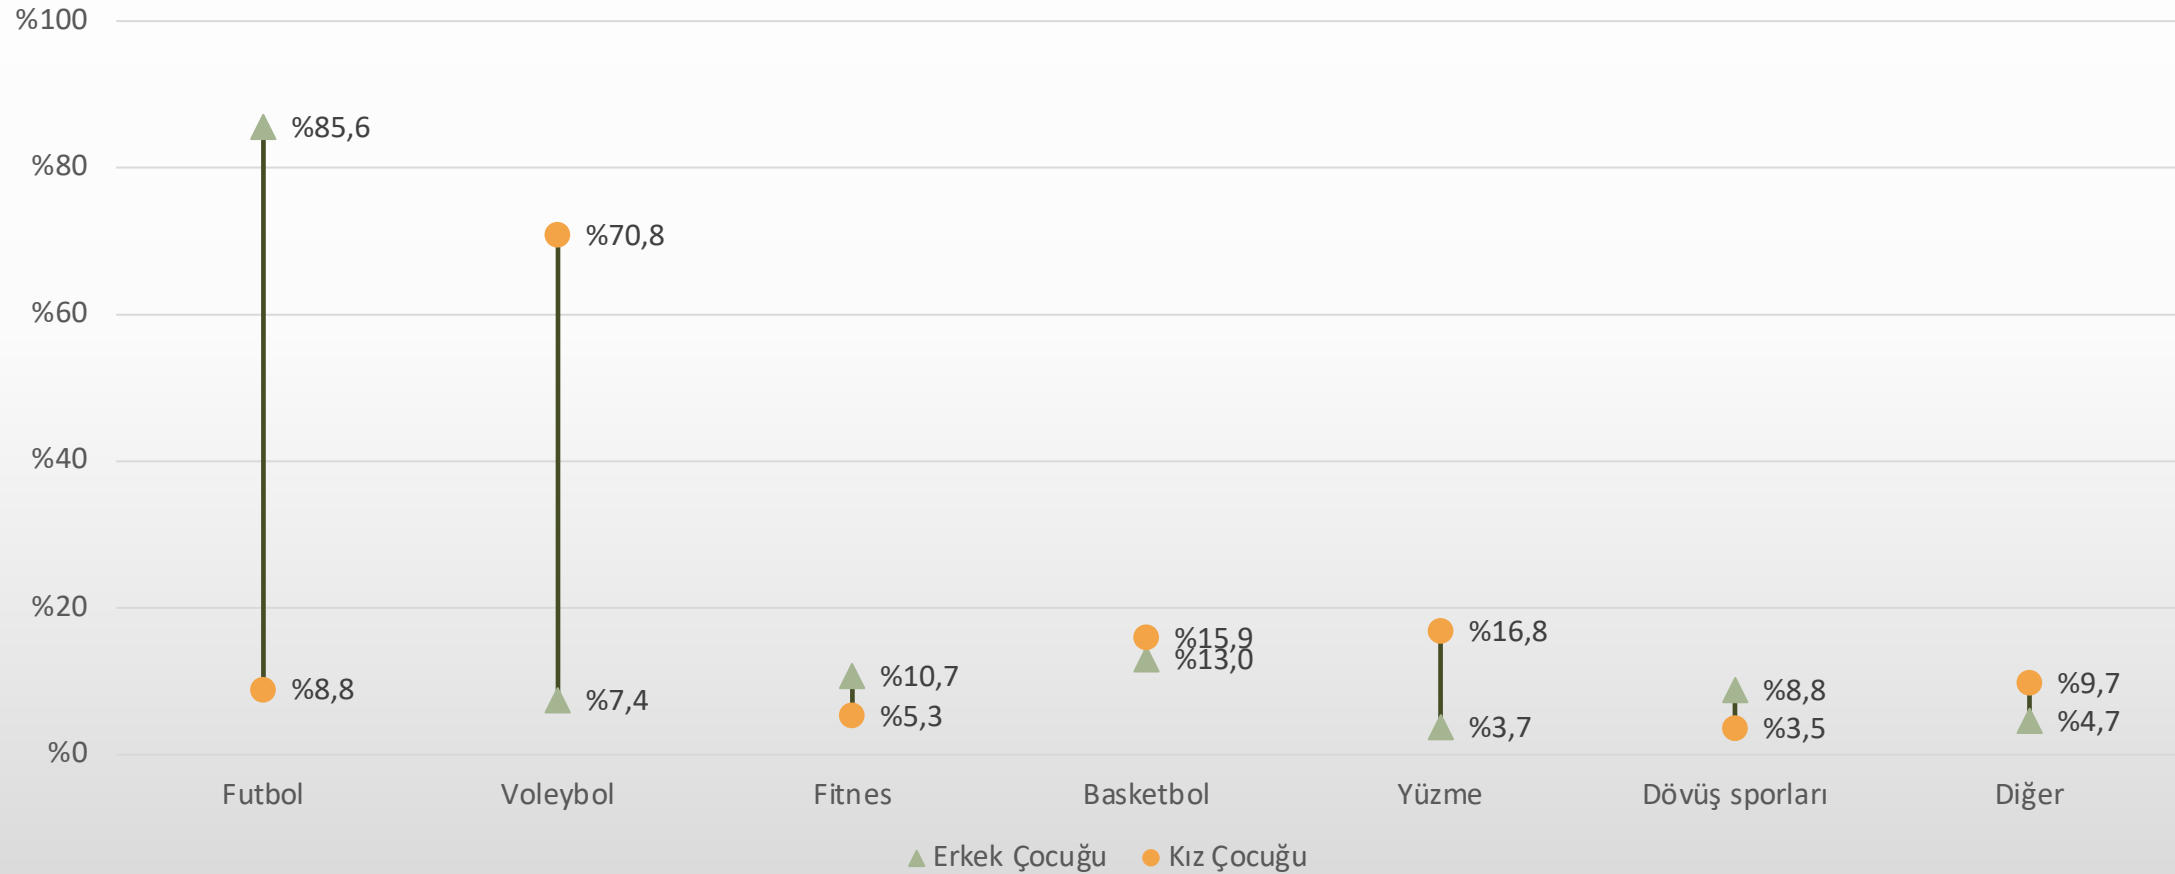 %100
%85,6
%80
%70,8
%60
%40
%20
%8,8
%7,4
%10,7
%5,3
%15,9
%13,0
%16,8
%3,7
%8,8
%3,5
%9,7
%4,7
%0
Futbol
Voleybol
Fitnes
Basketbol
Yüzme
Dövüş sporları
Diğer
Erkek Çocuğu
Kız Çocuğu